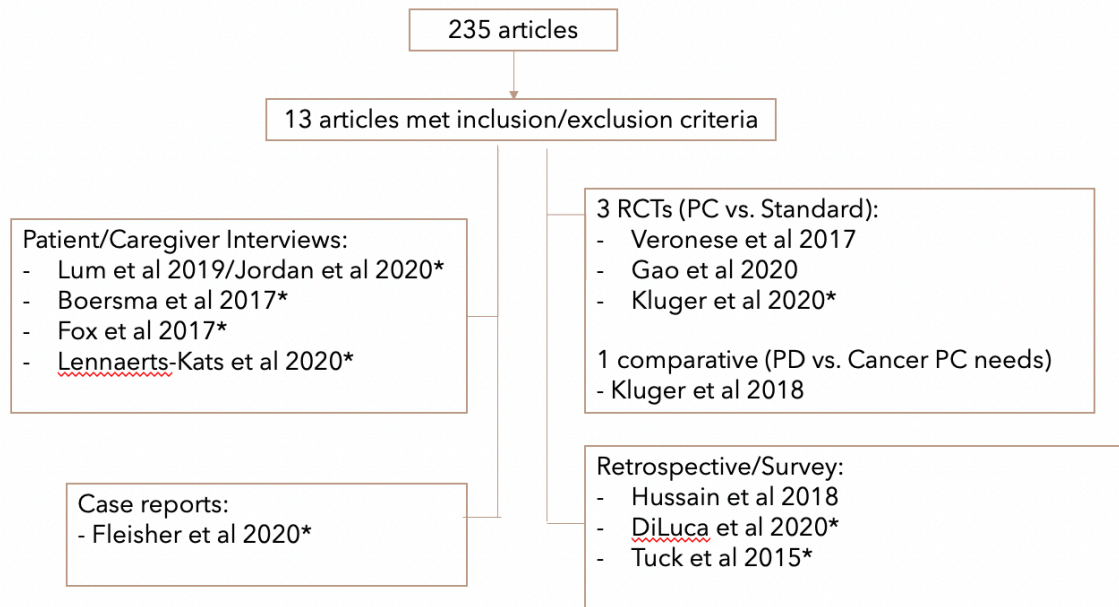 235 articles
13 articles met inclusion/exclusion criteria
Patient/Caregiver Interviews:
- Lum et al 2019/Jordan et al 2020*
- Boersma et al 2017*
- Fox et al 2017*
- Lennaerts-Kats et al 2020*
Case reports:
- Fleisher et al 2020*
3 RCTs (PC vs. Standard):
- Veronese et al 2017
- Gao et al 2020
- Kluger et al 2020*
1 comparative (PD vs. Cancer PC needs)
- Kluger et al 2018
Retrospective/Survey:
- Hussain et al 2018
- DiLuca et al 2020*
- Tuck et al 2015*